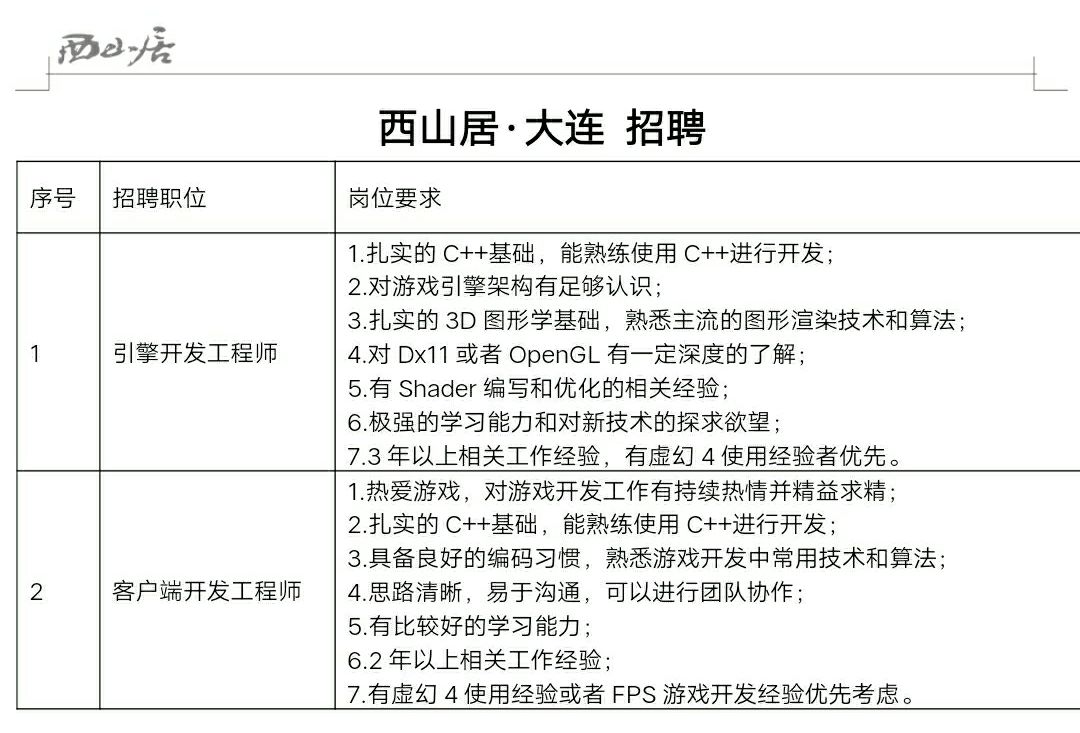 西山居
西山居·大连 招聘
序号 招聘职位 岗位要求
1 引擎开发工程师
1.扎实的 C++基础，能熟练使用 C++进行开发；
2.对游戏引擎架构有足够认识；
3.扎实的 3D 图形学基础，熟悉主流的图形渲染技术和算法；
4.对 Dx11 或者 OpenGL 有一定深度的了解；
5.有 Shader 编写和优化的相关经验；
6.极强的学习能力和对新技术的探求欲望；
7.3 年以上相关工作经验，有虚幻 4 使用经验者优先。
2 客户端开发工程师
1.热爱游戏，对游戏开发工作有持续热情并精益求精；
2.扎实的 C++基础，能熟练使用 C++进行开发；
3.具备良好的编码习惯，熟悉游戏开发中常用技术和算法；
4.思路清晰，易于沟通，可以进行团队协作；
5.有比较好的学习能力；
6.2 年以上相关工作经验；
7.有虚幻 4 使用经验或者 FPS 游戏开发经验优先考虑。